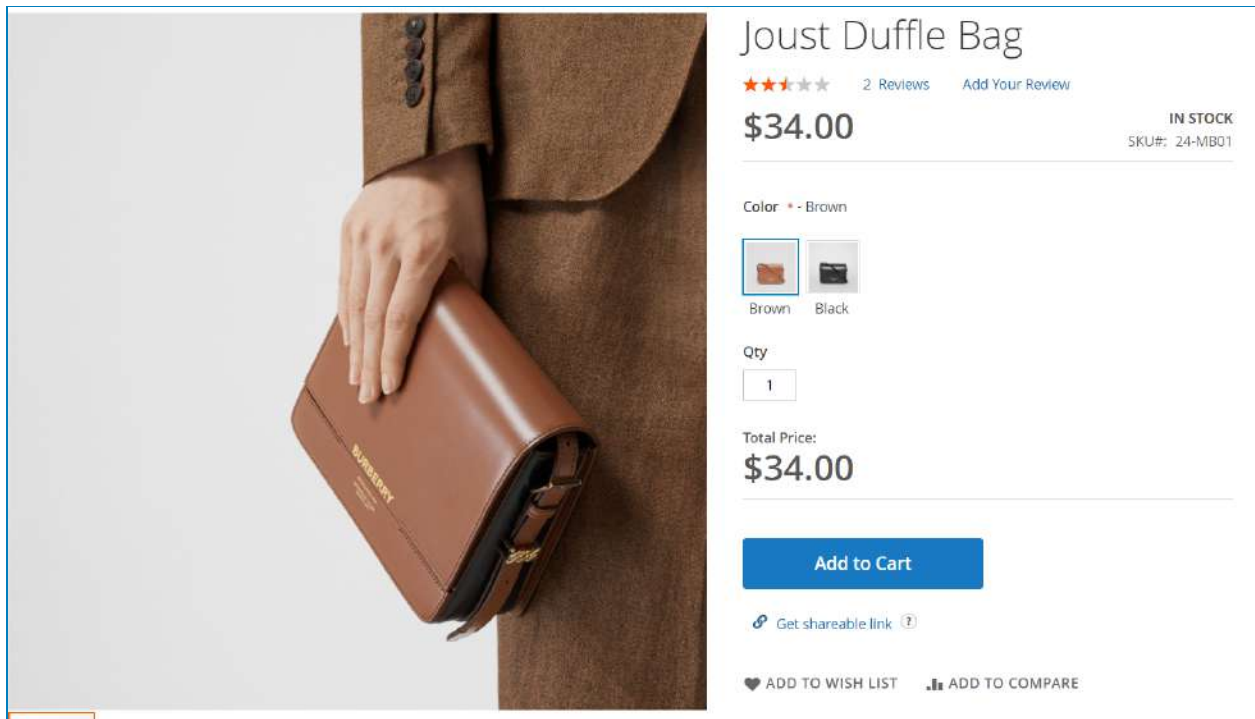 Joust Duffle Bag
2 Reviews Add Your Review
$34.00
IN STOCK
SKU#: 24-MB01
Color * - Brown
Brown Black
Qty
1
Total Price:
$34.00
Add to Cart
Get shareable link ?
ADD TO WISH LIST ADD TO COMPARE
BURBERRY